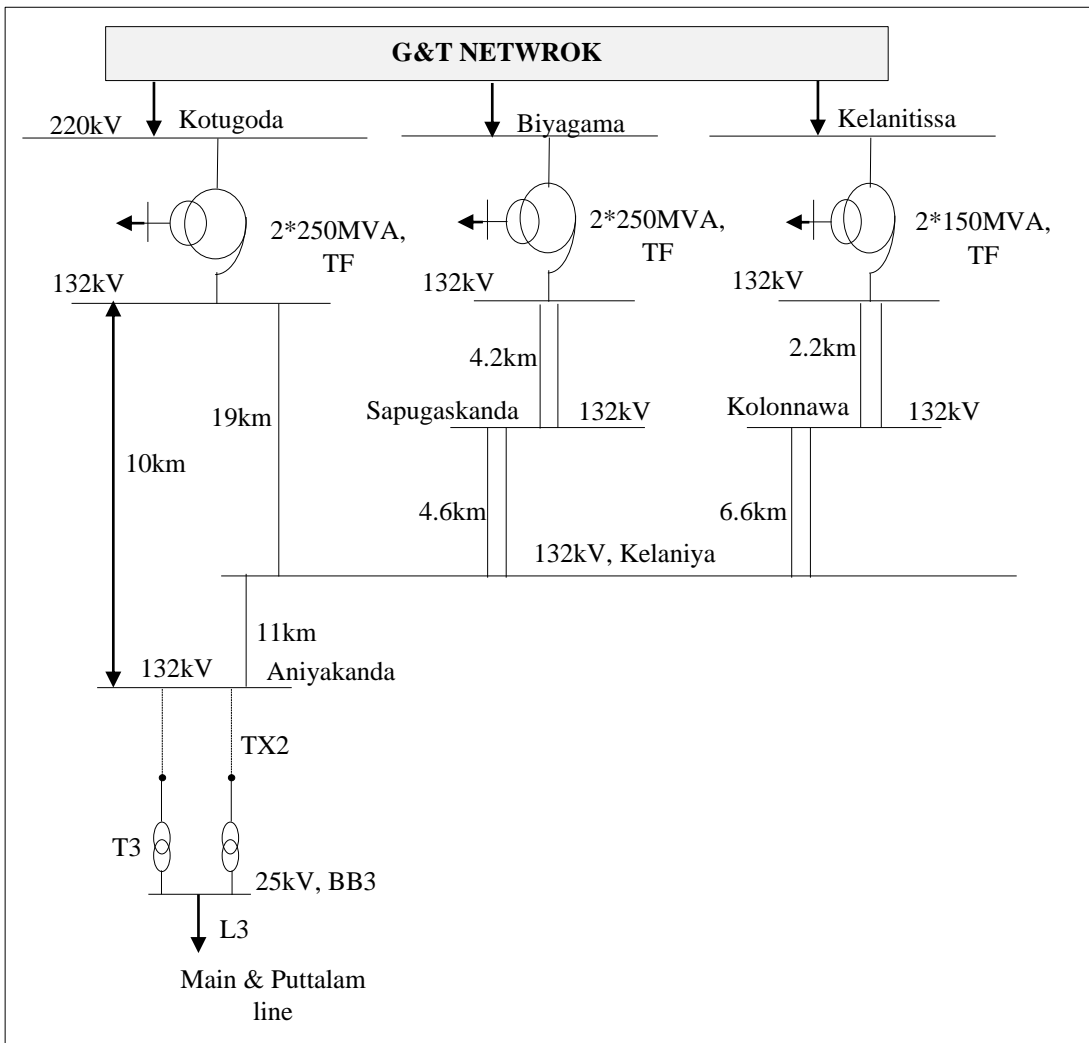 G&T NETWROK
220kV
Kotugoda
Biyagama
Kelanitissa
2*250MVA,
TF
2*250MVA,
TF
2*150MVA,
TF
132kV
132kV
132kV
4.2km
2.2km
Sapugaskanda
132kV
Kolonnawa
132kV
19km
10km
4.6km
6.6km
132kV, Kelaniya
11km
132kV
Aniyakanda
TX2
T3
25kV, BB3
L3
Main & Puttalam
line